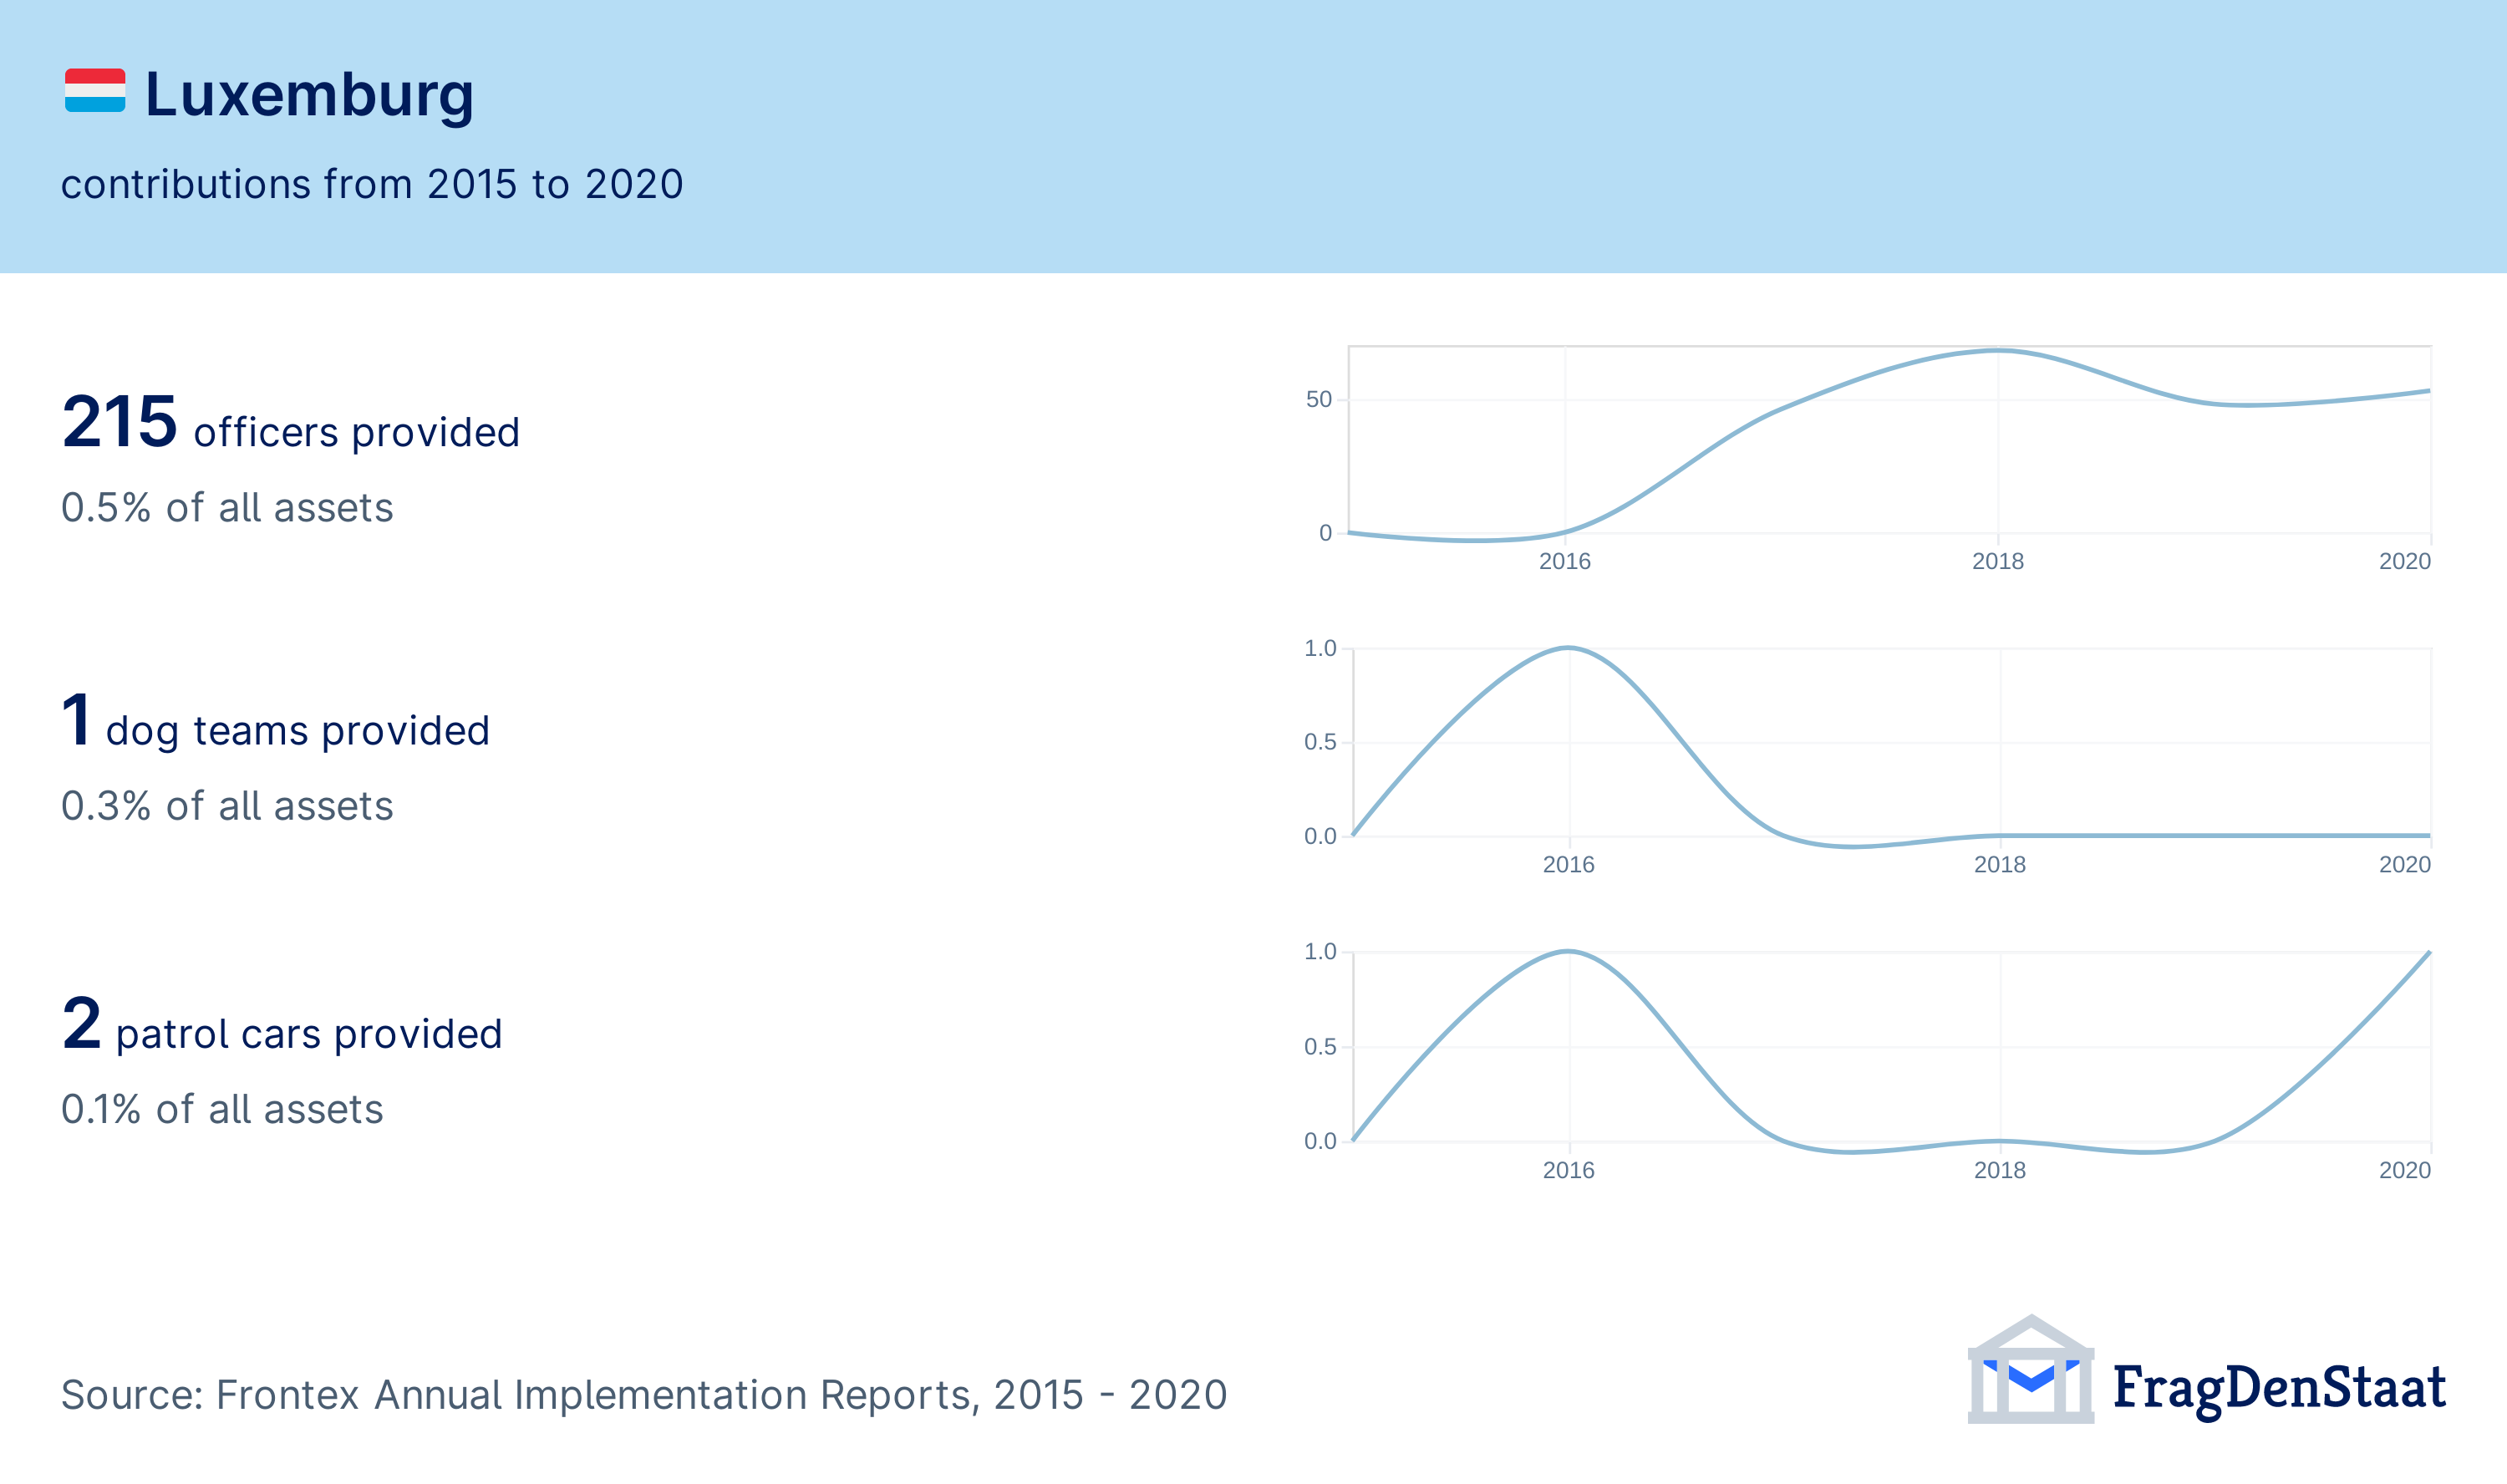 Luxemburg
contributions from 2015 to 2020
215 officers provided
0.5% of all assets
50
0
2016 2018 2020
1 dog teams provided
0.3% of all assets
1.0
0.5
0.0
2016 2018 2020
2 patrol cars provided
0.1% of all assets
1.0
0.5
0.0
2016 2018 2020
Source: Frontex Annual Implementation Reports, 2015 - 2020
FragDenStaat